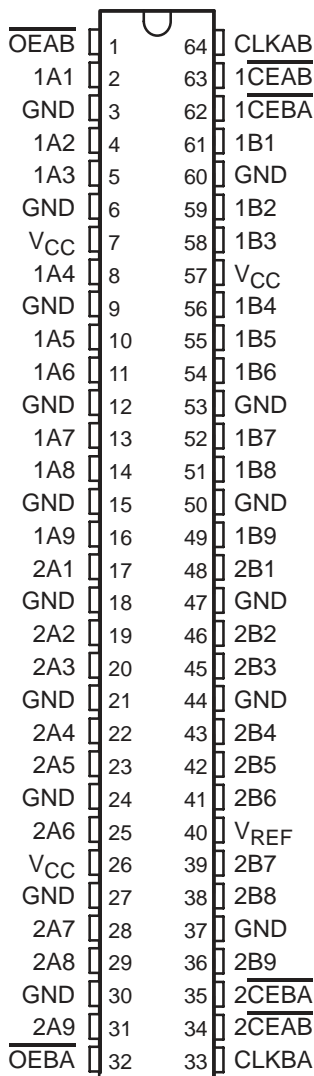 O̅E̅A̅B̅ 1 64 CLKAB
1A1 2 63 1C̅E̅A̅B̅
GND 3 62 1C̅E̅B̅A̅
1A2 4 61 1B1
1A3 5 60 GND
GND 6 59 1B2
VCC 7 58 1B3
1A4 8 57 VCC
GND 9 56 1B4
1A5 10 55 1B5
1A6 11 54 1B6
GND 12 53 GND
1A7 13 52 1B7
1A8 14 51 1B8
GND 15 50 GND
1A9 16 49 1B9
2A1 17 48 2B1
GND 18 47 GND
2A2 19 46 2B2
2A3 20 45 2B3
GND 21 44 GND
2A4 22 43 2B4
2A5 23 42 2B5
GND 24 41 2B6
2A6 25 40 VREF
VCC 26 39 2B7
GND 27 38 2B8
2A7 28 37 GND
2A8 29 36 2B9
GND 30 35 2C̅E̅B̅A̅
2A9 31 34 2C̅E̅A̅B̅
O̅E̅B̅A̅ 32 33 CLKBA